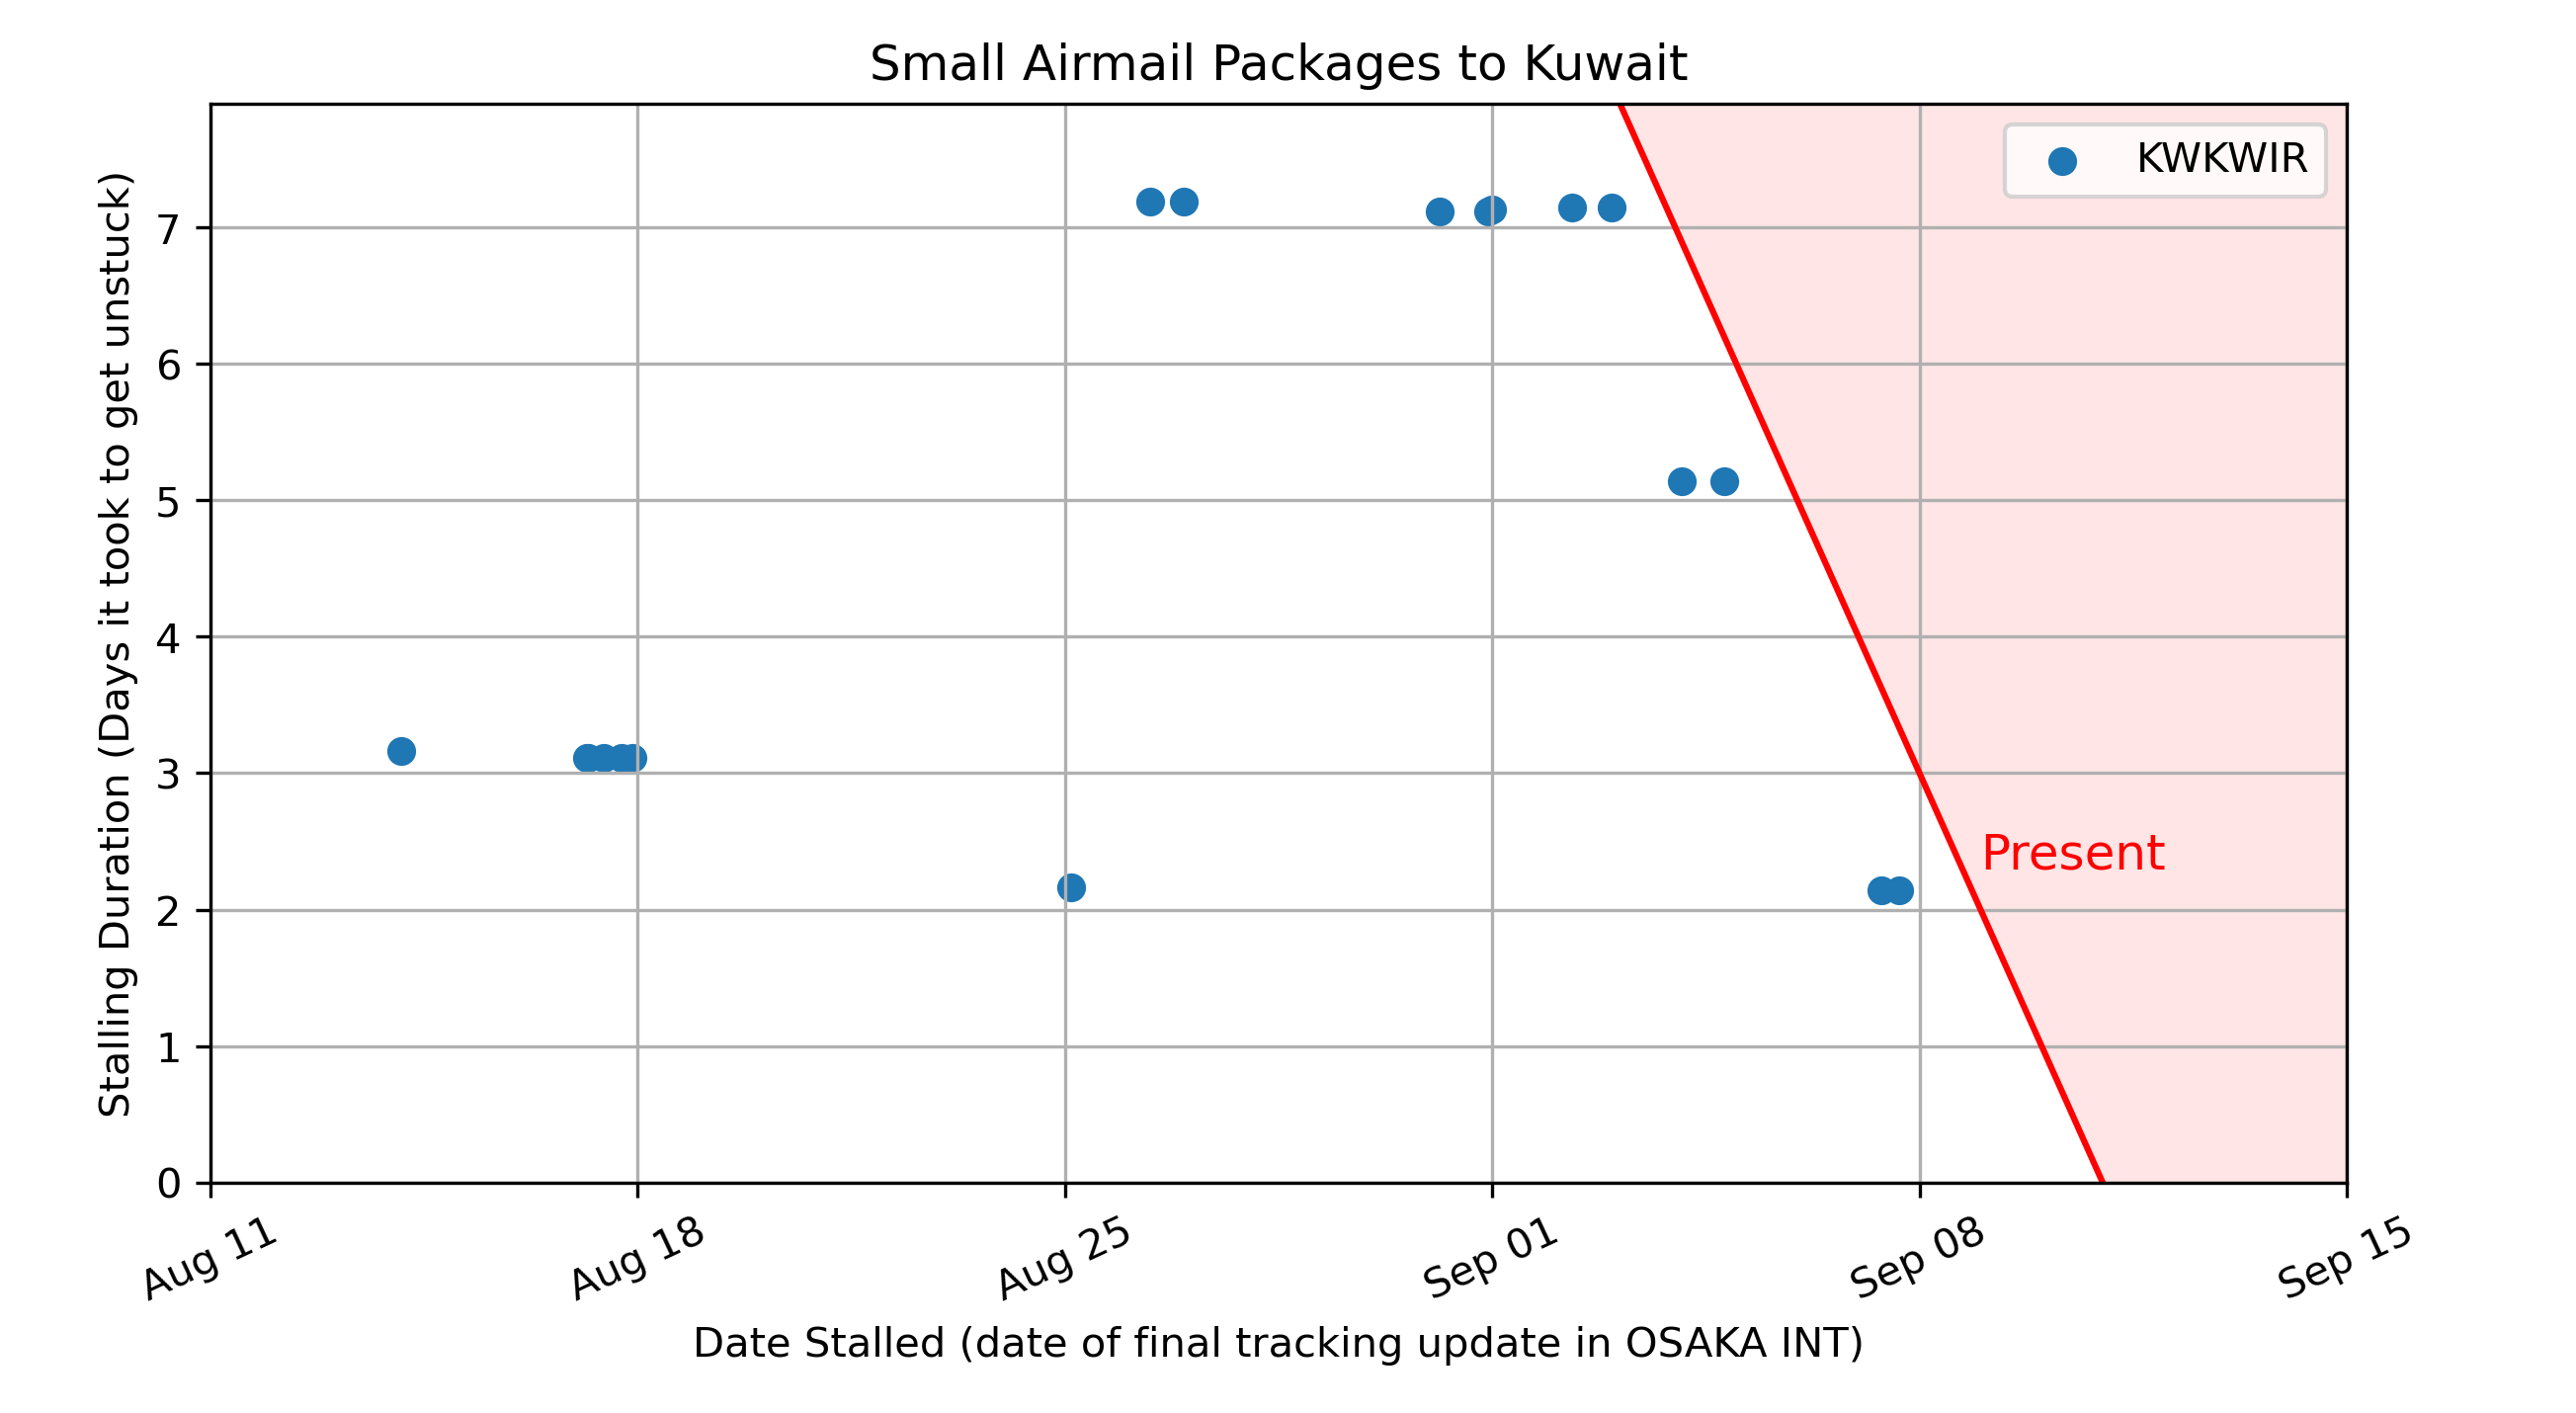 Small Airmail Packages to Kuwait
KWKWIR
Stalling Duration (Days it took to get unstuck)
7
6
5
4
3
2
1
0
Present
Aug 11
Aug 18
Aug 25
Sep 01
Sep 08
Sep 15
Date Stalled (date of final tracking update in OSAKA INT)